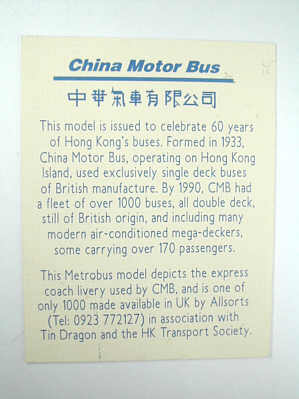 China Motor Bus
中華氣車有限公司
This model is issued to celebrate 60 years
of Hong Kong's buses. Formed in 1933,
China Motor Bus, operating on Hong Kong
Island, used exclusively single deck buses
of British manufacture. By 1990, CMB had
a fleet of over 1000 buses, all double deck,
still of British origin, and including many
modern air-conditioned mega-deckers,
some carrying over 170 passengers.
This Metrobus model depicts the express
coach livery used by CMB, and is one of
only 1000 made available in UK by Allsorts
(Tel: 0923 772127) in association with
Tin Dragon and the HK Transport Society.